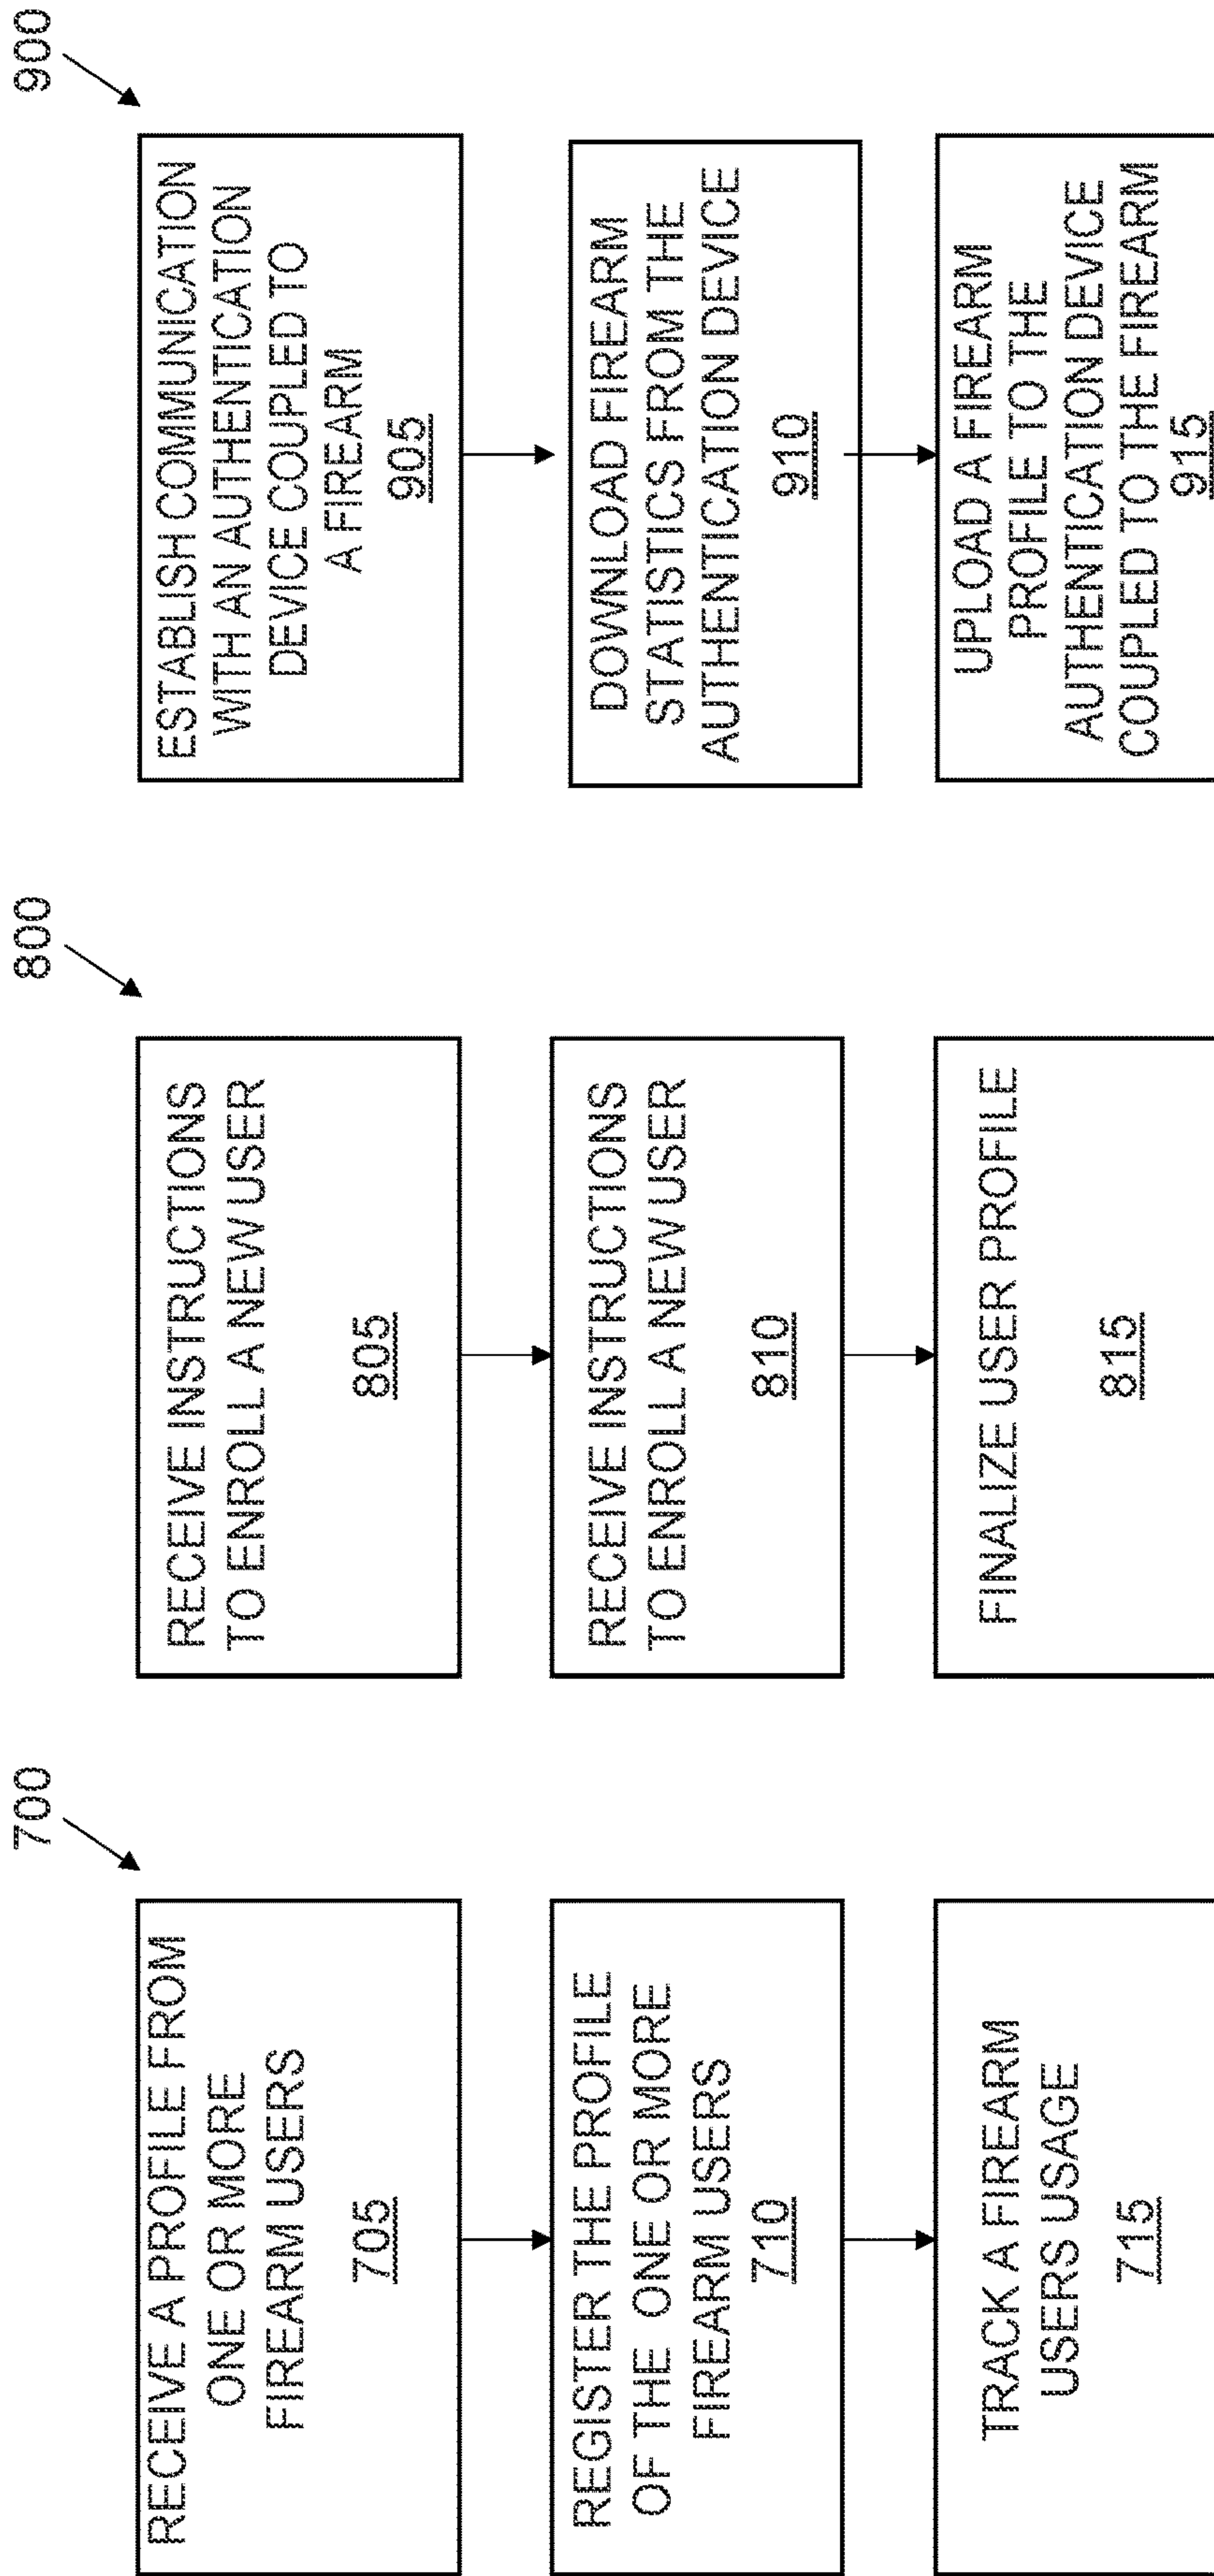 700
RECEIVE A PROFILE FROM
ONE OR MORE
FIREARM USERS
705
REGISTER THE PROFILE
OF THE ONE OR MORE
FIREARM USERS
710
TRACK A FIREARM
USERS USAGE
715
800
RECEIVE INSTRUCTIONS
TO ENROLL A NEW USER
805
RECEIVE INSTRUCTIONS
TO ENROLL A NEW USER
810
FINALIZE USER PROFILE
815
900
ESTABLISH COMMUNICATION
WITH AN AUTHENTICATION
DEVICE COUPLED TO
A FIREARM
905
DOWNLOAD FIREARM
STATISTICS FROM THE
AUTHENTICATION DEVICE
910
UPLOAD A FIREARM
PROFILE TO THE
AUTHENTICATION DEVICE
COUPLED TO THE FIREARM
915